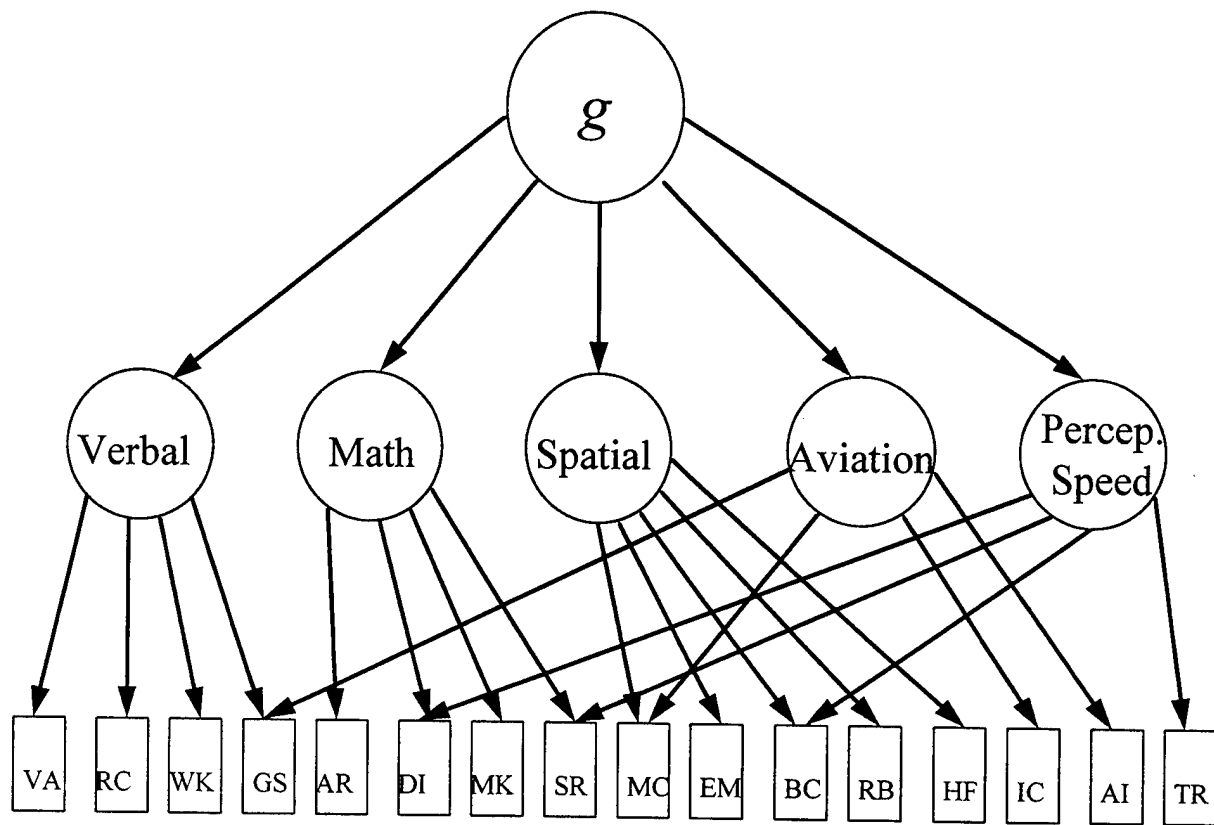 g
Verbal
Math
Spatial
Aviation
Percep.
Speed
VA
RC
WK
GS
AR
DI
MK
SR
MC
EM
BC
RB
HF
IC
AI
TR